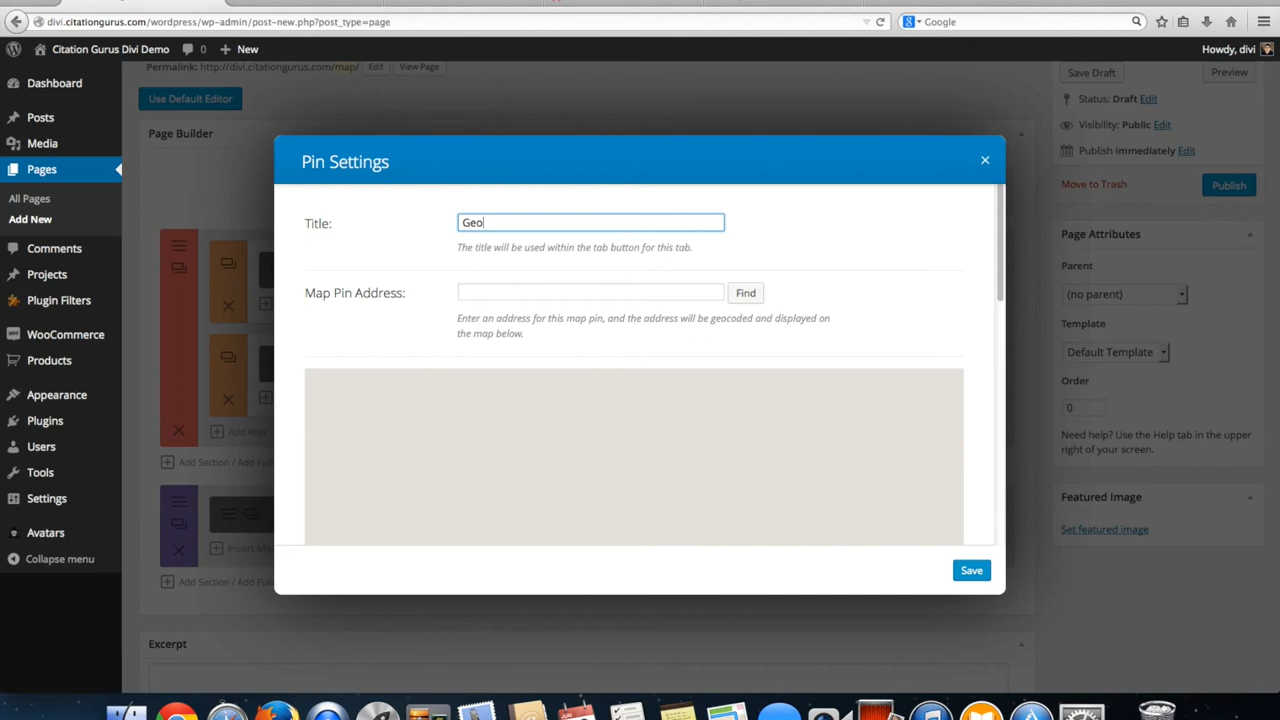 divi.citationgurus.com/wordpress/wp-admin/post-new.php?post_type=page
Google
Citation Gurus Divi Demo 0 New Howdy, divi
Permalink: http://divi.citationgurus.com/map/ Edit View Page
Use Default Editor
Page Builder
Dashboard
Posts
Media
Pages
All Pages
Add New
Comments
Projects
Plugin Filters
WooCommerce
Products
Appearance
Plugins
Users
Tools
Settings
Avatars
Collapse menu
Pin Settings
Title: Geo
The title will be used within the tab button for this tab.
Map Pin Address: Find
Enter an address for this map pin, and the address will be geocoded and displayed on
the map below.
Save
Add Row
Add Section / Add Full
Insert Mo
Add Section / Add Full
Excerpt
Save Draft Preview
Status: Draft Edit
Visibility: Public Edit
Publish immediately Edit
Move to Trash Publish
Page Attributes
Parent
(no parent)
Template
Default Template
Order
0
Need help? Use the Help tab in the upper
right of your screen.
Featured Image
Set featured image